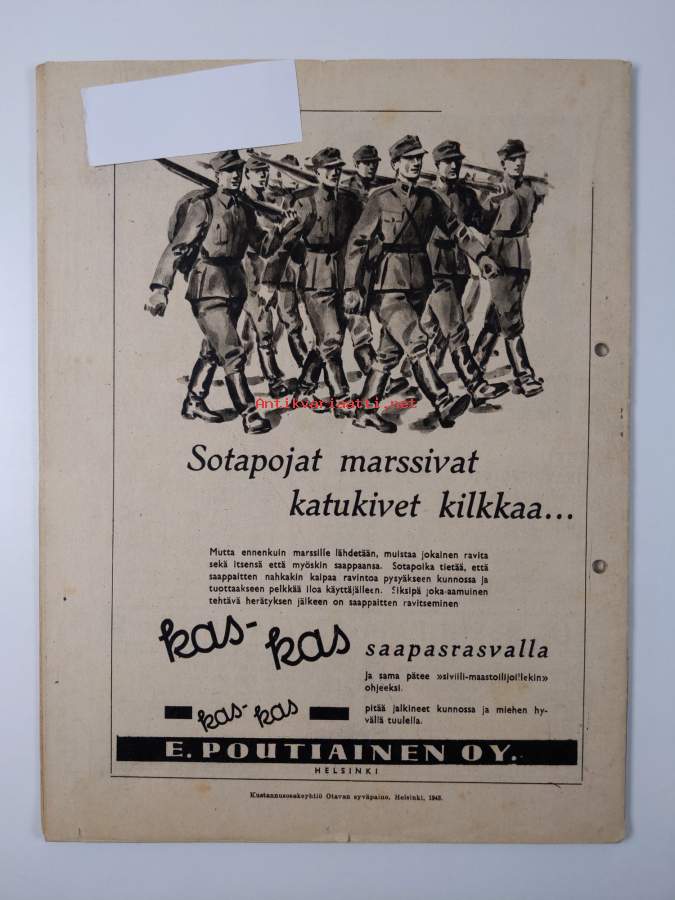 Antikvariaatti.net
Sotapojat marssivat
katukivet kilkkaa...
Mutta ennenkuin marssille lähdetään, muistaa jokainen ravita
sekä itsensä että myöskin saappaansa. Sotapoika tietää, että
saappaitten nahkakin kaipaa ravintoa pysyäkseen kunnossa ja
tuottaakseen pelkkää iloa käyttäjälleen. Siksipä joka-aamuinen
tehtävä herätyksen jälkeen on saappaitten ravitseminen
kas-kas saapasrasvalla
Ja sama pätee »siviili-maastoilijoillekin»
ohjeeksi.
kas-kas pitää jalkineet kunnossa ja miehen hy-
vällä tuulella.
E. POUTIAINEN OY.
HELSINKI
Kustannusosakeyhtiö Otavan syväpaino, Helsinki, 1943.